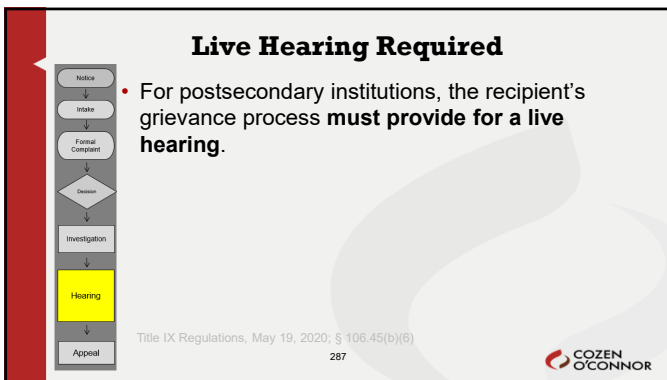 Live Hearing Required
Notice
Intake
Formal
Complaint
Decision
Investigation
Hearing
Appeal
• For postsecondary institutions, the recipient's
grievance process must provide for a live
hearing.
Title IX Regulations, May 19, 2020; § 106.45(b)(6)
287
COZEN
O'CONNOR